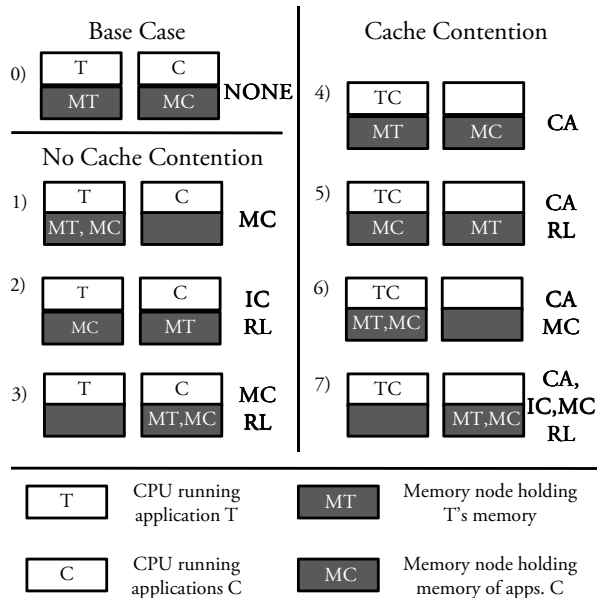 Base Case
0)
T
C
MT
MC
NONE
No Cache Contention
1)
T
C
MT, MC
MC
2)
T
C
MC
MT
IC
RL
3)
T
C
MT,MC
MC
RL
Cache Contention
4)
TC
MT
MC
CA
5)
TC
MC
MT
CA
RL
6)
TC
MT,MC
CA
MC
7)
TC
MT,MC
CA,
IC,MC
RL
T
CPU running
application T
MT
Memory node holding
T's memory
C
CPU running
applications C
MC
Memory node holding
memory of apps. C